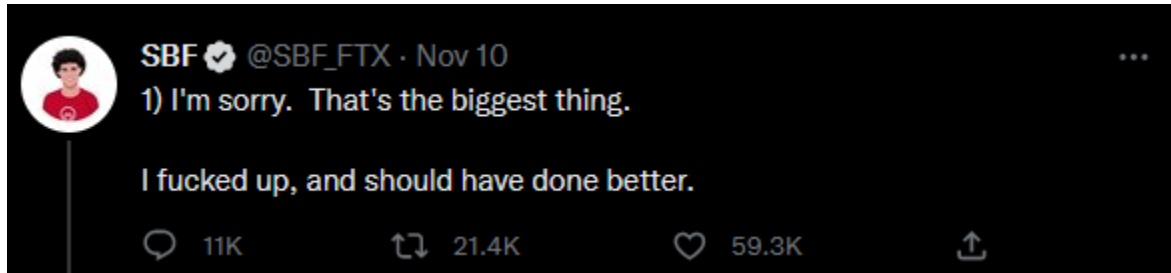 SBF @SBF_FTX · Nov 10
1) I'm sorry.  That's the biggest thing.
I fucked up, and should have done better.
11K 21.4K 59.3K